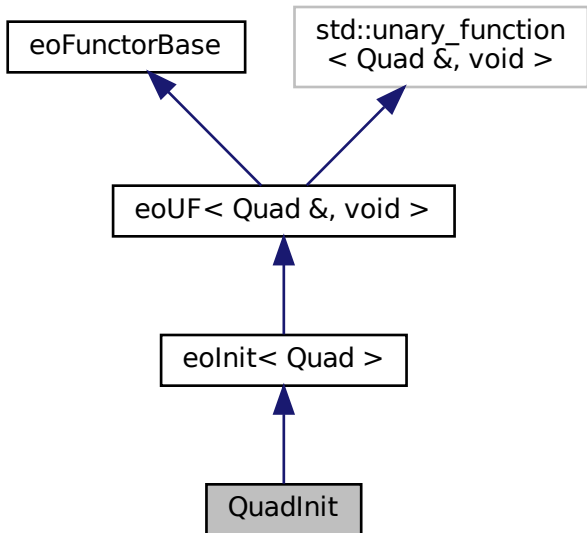 eoFunctorBase
std::unary_function
< Quad &, void >
eoUF< Quad &, void >
eoInit< Quad >
QuadInit